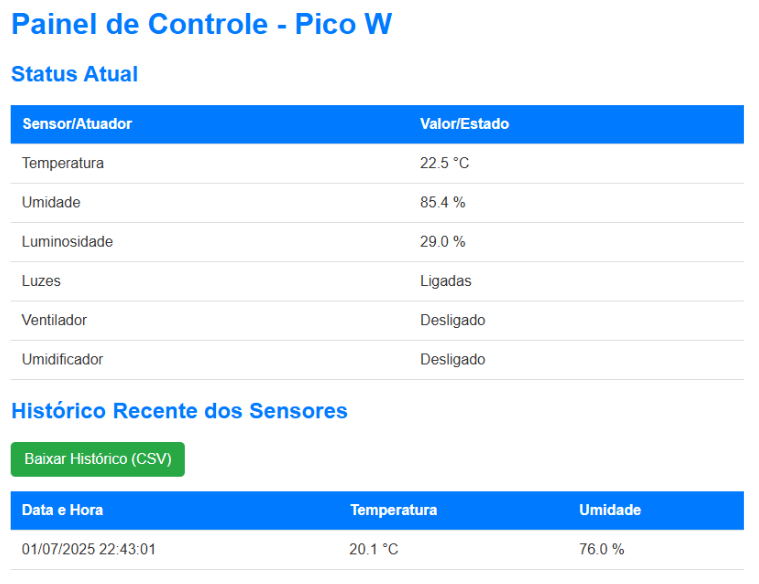 Painel de Controle - Pico W
Status Atual
Sensor/Atuador Valor/Estado
Temperatura 22.5 °C
Umidade 85.4 %
Luminosidade 29.0 %
Luzes Ligadas
Ventilador Desligado
Umidificador Desligado
Histórico Recente dos Sensores
Baixar Histórico (CSV)
Data e Hora Temperatura Umidade
01/07/2025 22:43:01 20.1 °C 76.0 %